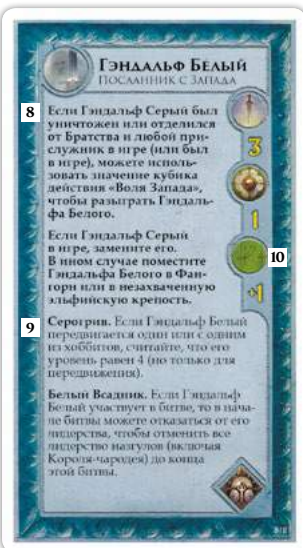 Гэндальф Белый
Посланник с Запада
8
Если Гэндальф Серый был
уничтожен или отделился
от Братства и любой при-
служник в игре (или был
в игре), можете исполь-
зовать значение кубика
действия «Воля Запада»,
чтобы разыграть Гэндаль-
фа Белого.
3
1
Если Гэндальф Серый
в игре, замените его.
В ином случае поместите
Гэндальфа Белого в Фан-
горн или в незахваченную
эльфийскую крепость.
10
+1
9
Серогрив. Если Гэндальф Белый
передвигается один или с одним
из хоббитов, считайте, что его
уровень равен 4 (но только для
передвижения).
Белый Всадник. Если Гэндальф
Белый участвует в битве, то в нача-
ле битвы можете отказаться от его
лидерства, чтобы отменить все
лидерство назгулов (включая
Короля-чародея) до конца
этой битвы.